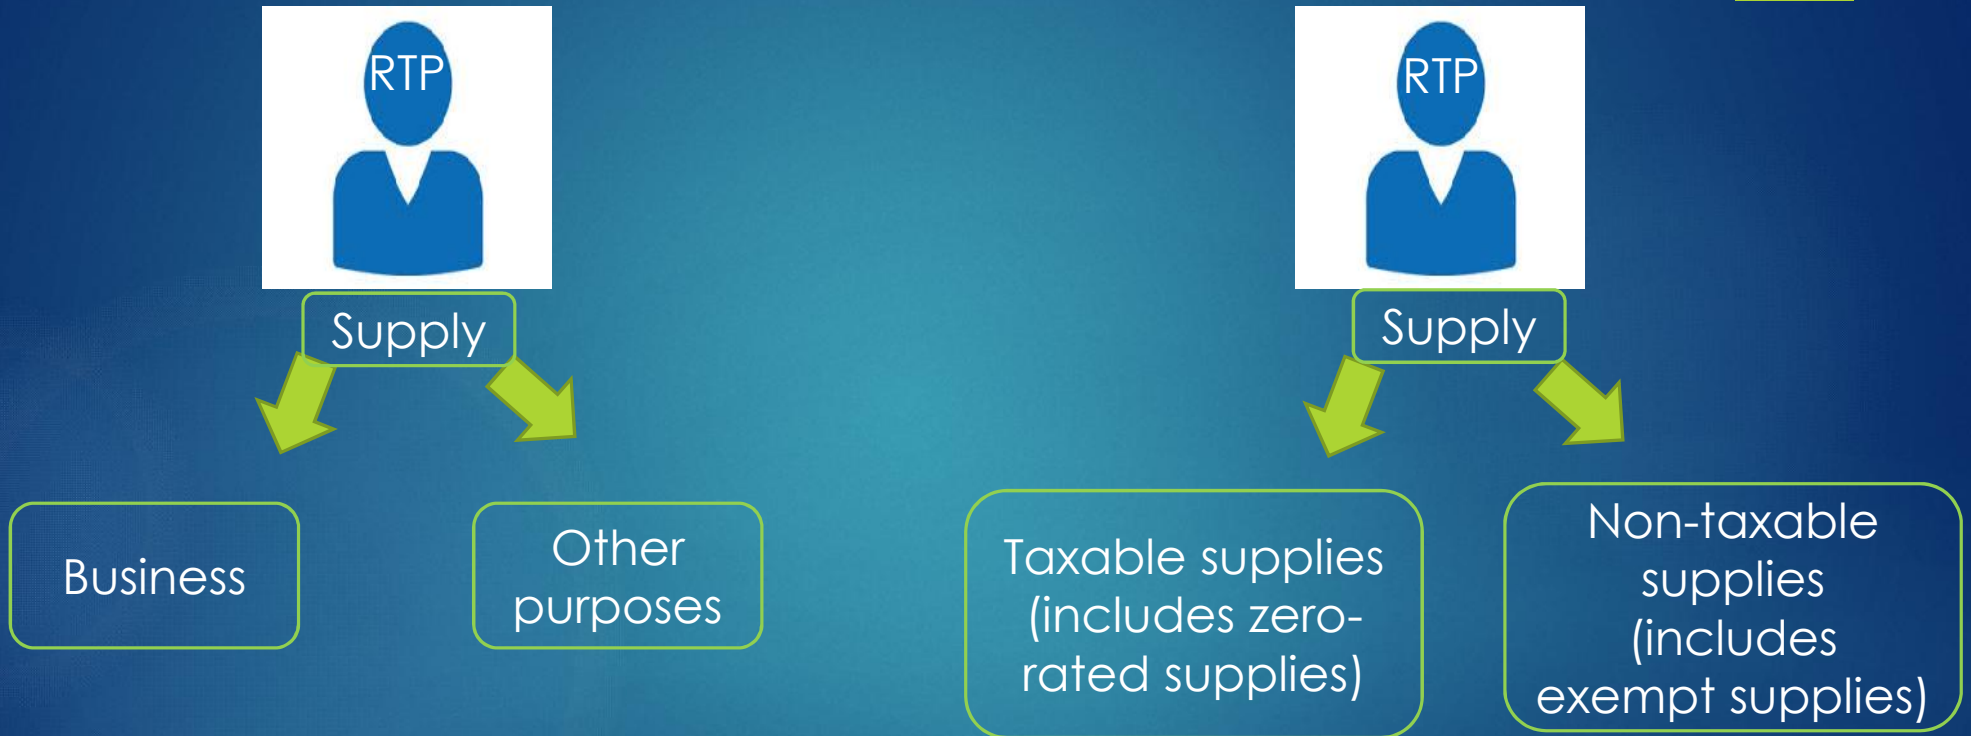 RTP
Supply
Business
Other
purposes
RTP
Supply
Taxable supplies
(includes zero-
rated supplies)
Non-taxable
supplies
(includes
exempt supplies)